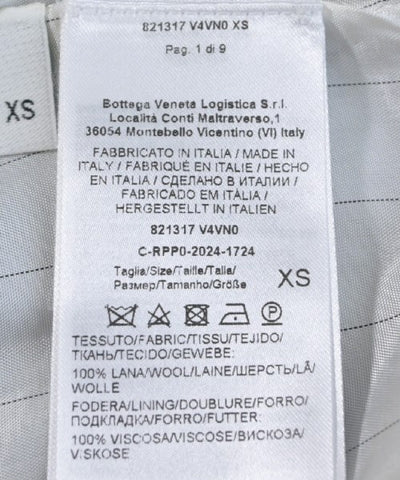 821317 V4VN0 XS
Pag. 1 di 9
XS
Bottega Veneta Logistica S.r.l.
Località Conti Maltraverso,1
36054 Montebello Vicentino (VI) Italy
FABBRICATO IN ITALIA / MADE IN
ITALY / FABRIQUÉ EN ITALIE / HECHO
EN ITALIA / СДЕЛАНО В ИТАЛИИ /
FABRICADO EM ITÁLIA /
HERGESTELLT IN ITALIEN
821317 V4VN0
C-RPP0-2024-1724
Taglia/Size/Taille/Talla/
Размер/Tamanho/Größe
XS
TESSUTO/FABRIC/TISSU/TEJIDO/
ТКАНЬ/TECIDO/GEWEBE:
100% LANA/WOOL/LAINE/ШЕРСТЬ/LÃ/
WOLLE
FODERA/LINING/DOUBLURE/FORRO/
ПОДКЛАДКА/FORRO/FUTTER:
100% VISCOSA/VISCOSE/ВИСКОЗА/
VISKOSE